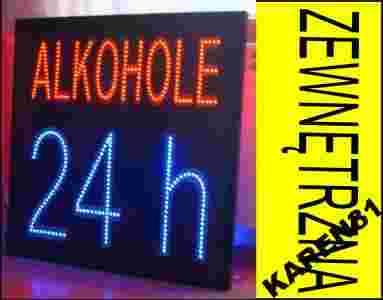 ALKOHOLE
24 h
ZEWNĘTRZNA
KAREN81